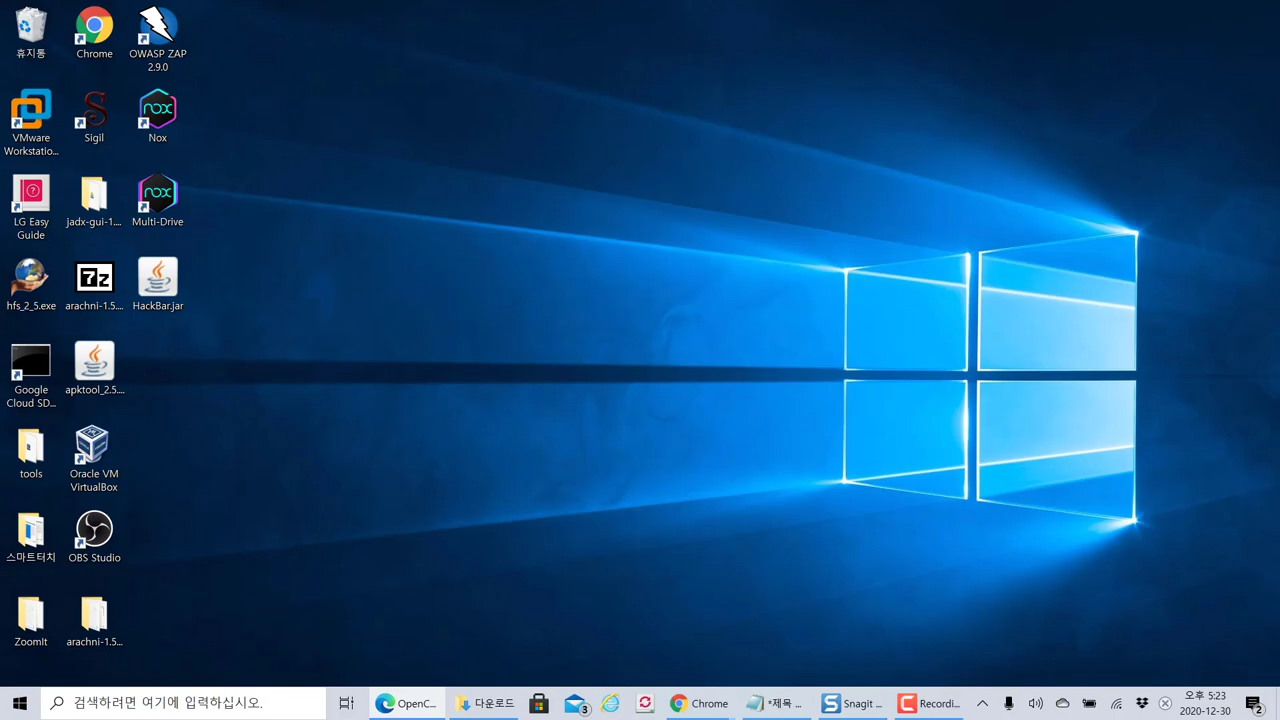 휴지통
Chrome
OWASP ZAP
2.9.0
VMware
Workstatio...
Sigil
Nox
LG Easy
Guide
jadx-gui-1....
Multi-Drive
hfs_2_5.exe
arachni-1.5....
HackBar.jar
Google
Cloud SD...
apktool_2.5....
tools
Oracle VM
VirtualBox
스마트터치
OBS Studio
ZoomIt
arachni-1.5...
검색하려면 여기에 입력하십시오.
OpenC...
다운로드
3
Chrome
*제목 ...
Snagit ...
Recordi...
오후 5:23
2020-12-30
2